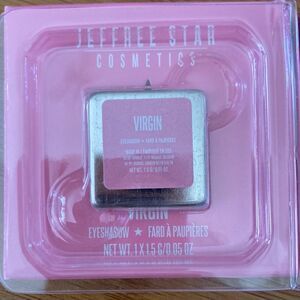 JEFFREE STAR
COSMETICS
VIRGIN
EYESHADOW ★ FARD À PAUPIÈRES
VIRGIN
EYESHADOW ★ FARD À PAUPIÈRES
NET WT. 1 X 1.5 G/0.05 OZ